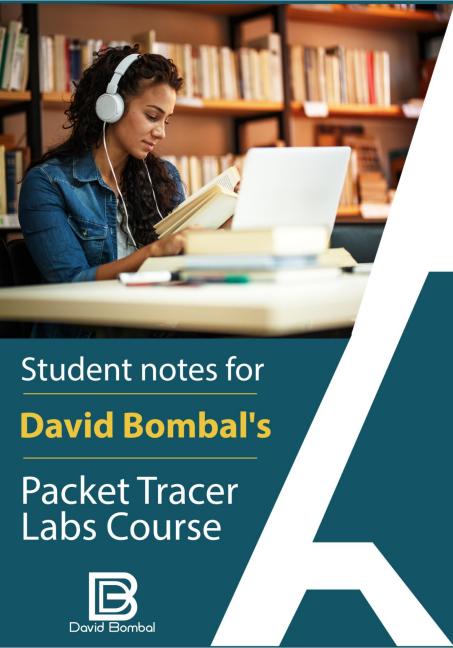 Student notes for
David Bombal's
Packet Tracer
Labs Course
David Bombal